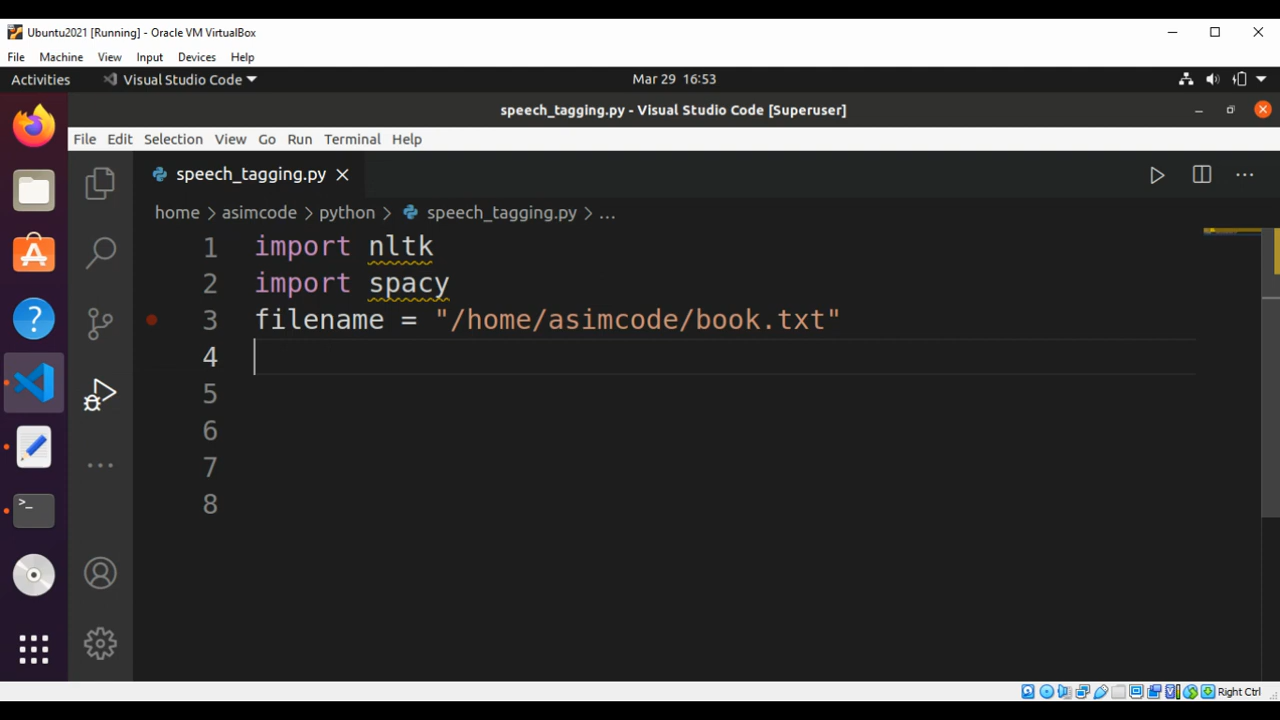 Ubuntu2021 [Running] - Oracle VM VirtualBox
File Machine View Input Devices Help
Activities Visual Studio Code Mar 29 16:53
speech_tagging.py - Visual Studio Code [Superuser]
File Edit Selection View Go Run Terminal Help
speech_tagging.py
home > asimcode > python > speech_tagging.py > ...
1 import nltk
2 import spacy
3 filename = "/home/asimcode/book.txt"
4
5
6
7
8
Right Ctrl